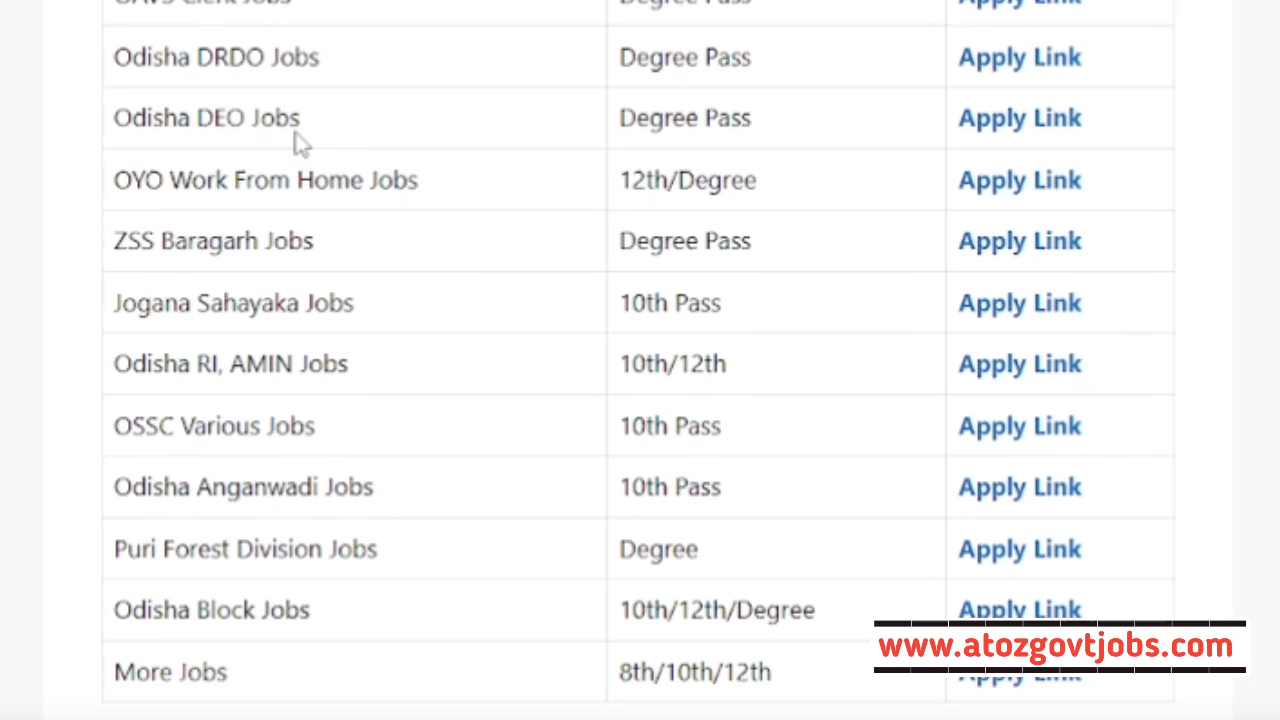 Odisha DRDO Jobs Degree Pass Apply Link
Odisha DEO Jobs Degree Pass Apply Link
OYO Work From Home Jobs 12th/Degree Apply Link
ZSS Baragarh Jobs Degree Pass Apply Link
Jogana Sahayaka Jobs 10th Pass Apply Link
Odisha RI, AMIN Jobs 10th/12th Apply Link
OSSC Various Jobs 10th Pass Apply Link
Odisha Anganwadi Jobs 10th Pass Apply Link
Puri Forest Division Jobs Degree Apply Link
Odisha Block Jobs 10th/12th/Degree Apply Link
www.atozgovtjobs.com
More Jobs 8th/10th/12th Apply Link